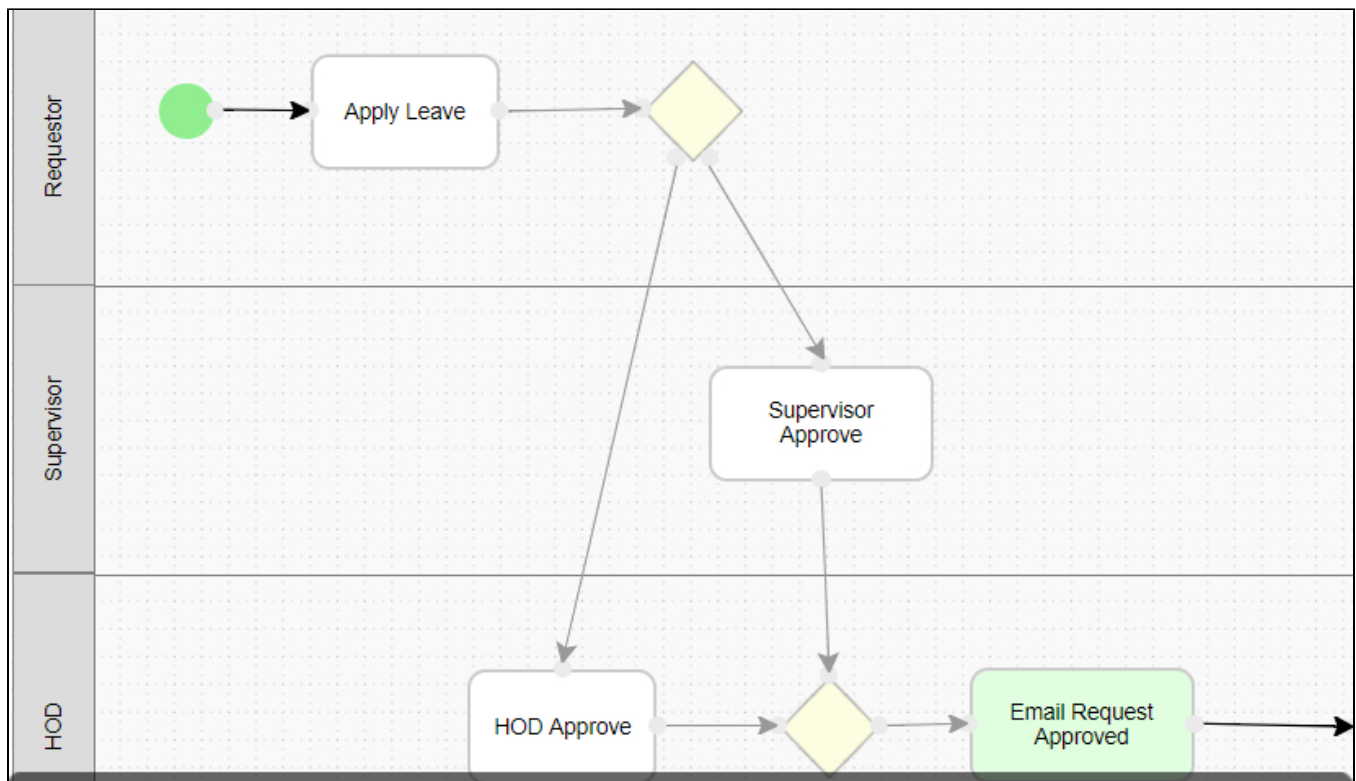 Requestor
Apply Leave
Supervisor
Supervisor
Approve
HOD
HOD Approve
Email Request
Approved